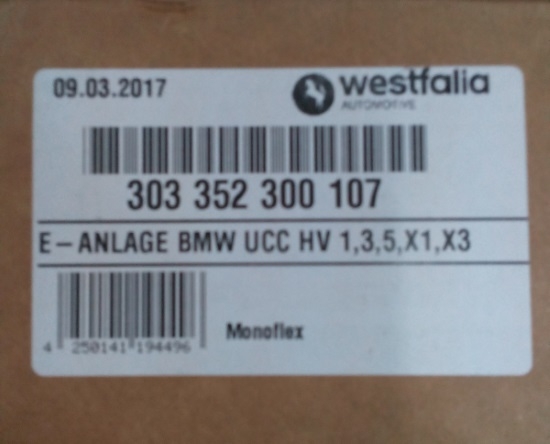 09.03.2017
westfalia
AUTOMOTIVE
303 352 300 107
E-ANLAGE BMW UCC HV 1,3,5,X1,X3
Monoflex
4 250141 194496